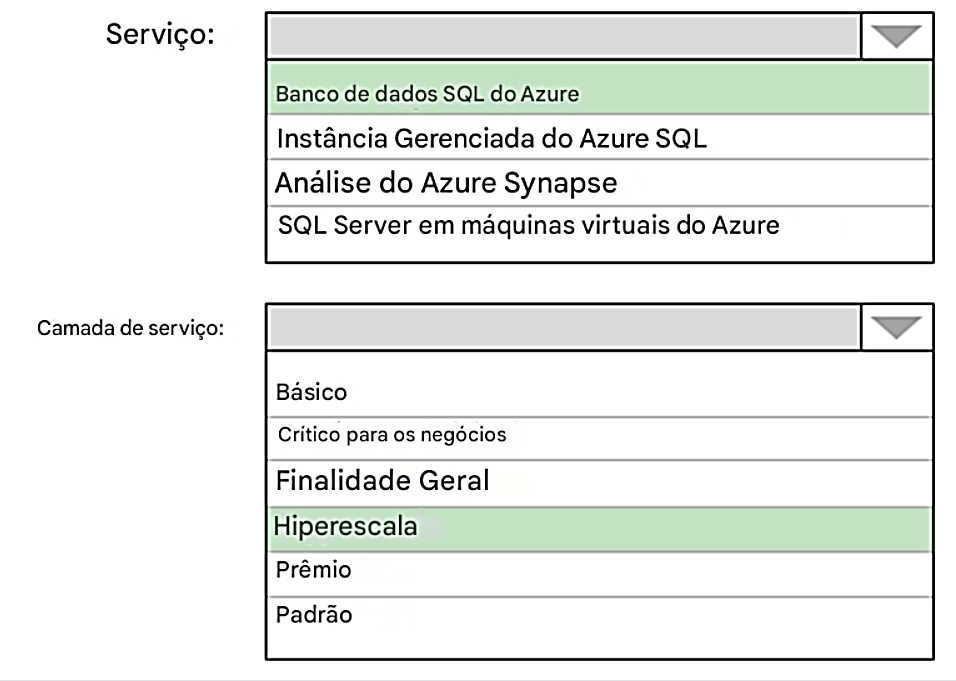 Serviço:
Banco de dados SQL do Azure
Instância Gerenciada do Azure SQL
Análise do Azure Synapse
SQL Server em máquinas virtuais do Azure
Camada de serviço:
Básico
Crítico para os negócios
Finalidade Geral
Hiperescala
Prêmio
Padrão